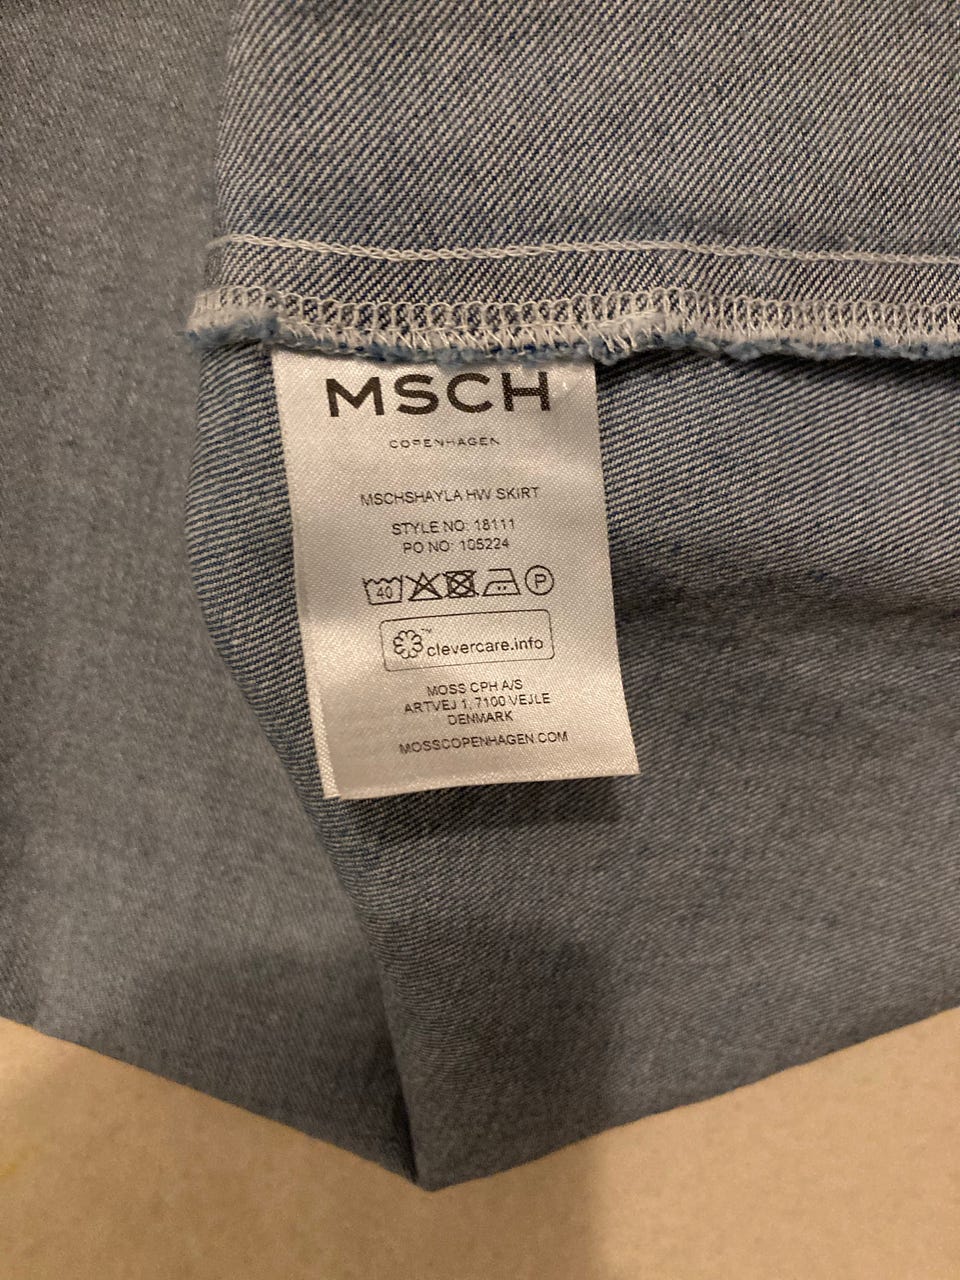 MSCH
COPENHAGEN
MSCHSHAYLA HW SKIRT
STYLE NO: 18111
PO NO: 105224
40 P
™clevercare.info
MOSS CPH A/S
ARTVEJ 1, 7100 VEJLE
DENMARK
MOSSCOPENHAGEN.COM